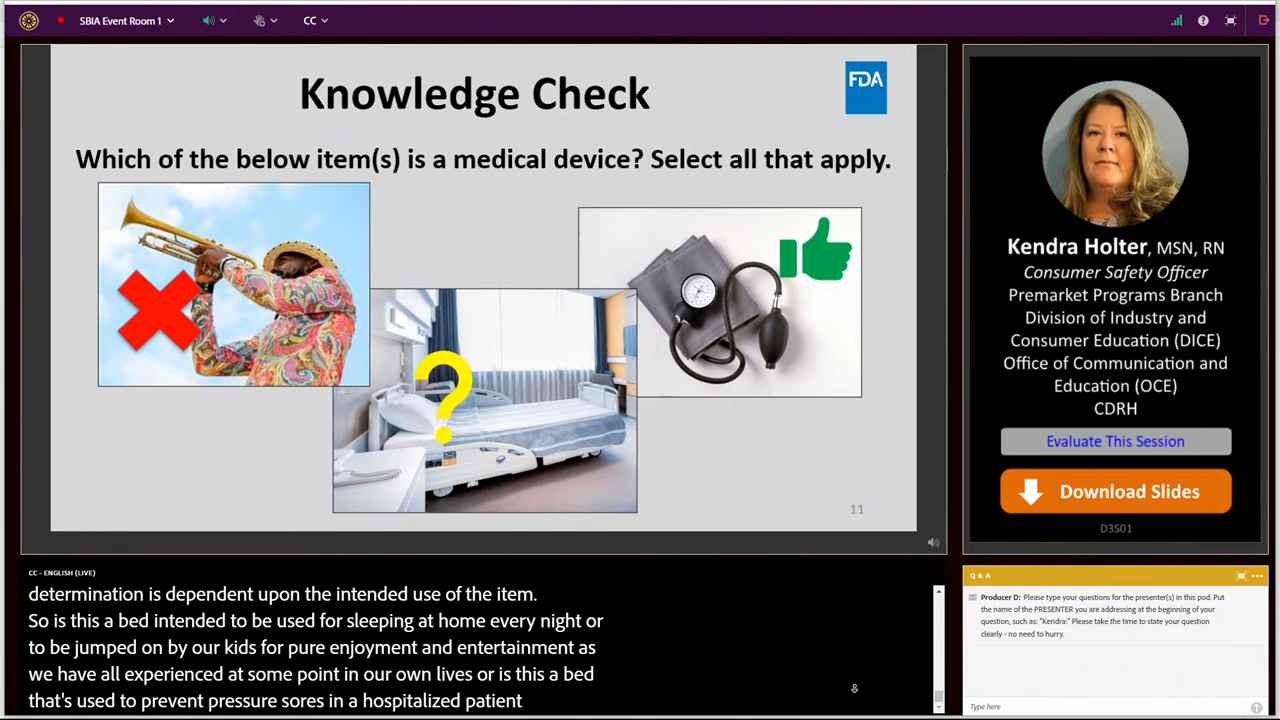 SBIA Event Room 1
CC
Knowledge Check
FDA
Which of the below item(s) is a medical device? Select all that apply.
?
11
Kendra Holter, MSN, RN
Consumer Safety Officer
Premarket Programs Branch
Division of Industry and
Consumer Education (DICE)
Office of Communication and
Education (OCE)
CDRH
Evaluate This Session
Download Slides
D3S01
CC - ENGLISH (LIVE)
determination is dependent upon the intended use of the item.
So is this a bed intended to be used for sleeping at home every night or
to be jumped on by our kids for pure enjoyment and entertainment as
we have all experienced at some point in our own lives or is this a bed
that's used to prevent pressure sores in a hospitalized patient
Q & A
Producer D: Please type your questions for the presenter(s) in this pod. Put
the name of the PRESENTER you are addressing at the beginning of your
question, such as: "Kendra:" Please take the time to state your question
clearly - no need to hurry.
Type here